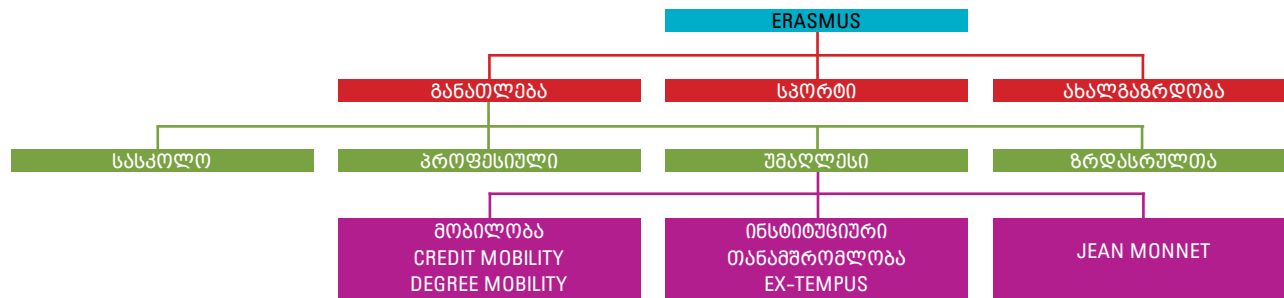 ERASMUS
განათლება
სპორტი
ახალგაზრდობა
სასკოლო
პროფესიული
უმაღლესი
ზრდასრულთა
მობილობა
CREDIT MOBILITY
DEGREE MOBILITY
ინსტიტუციური
თანამშრომლობა
EX-TEMPUS
JEAN MONNET